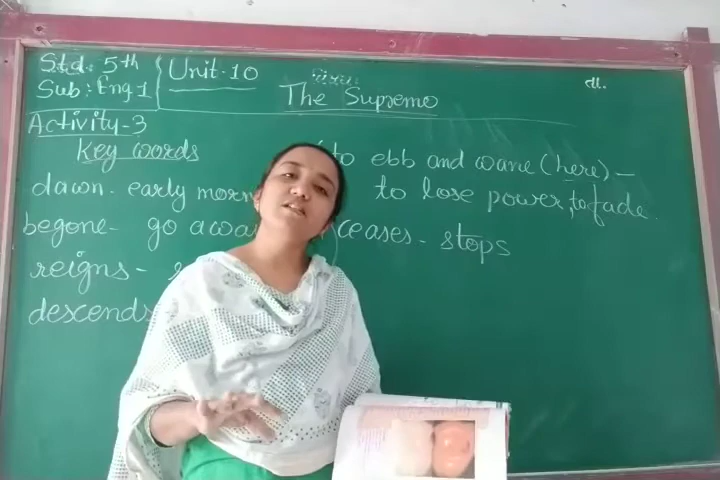 Std: 5th
Sub: Eng 1
Unit-10
The Supremo
Activity-3
Key words
dawn- early morn
begone- go awa
reigns-
descends
to ebb and wane (here) -
to lose power, to fade.
ceases- stops